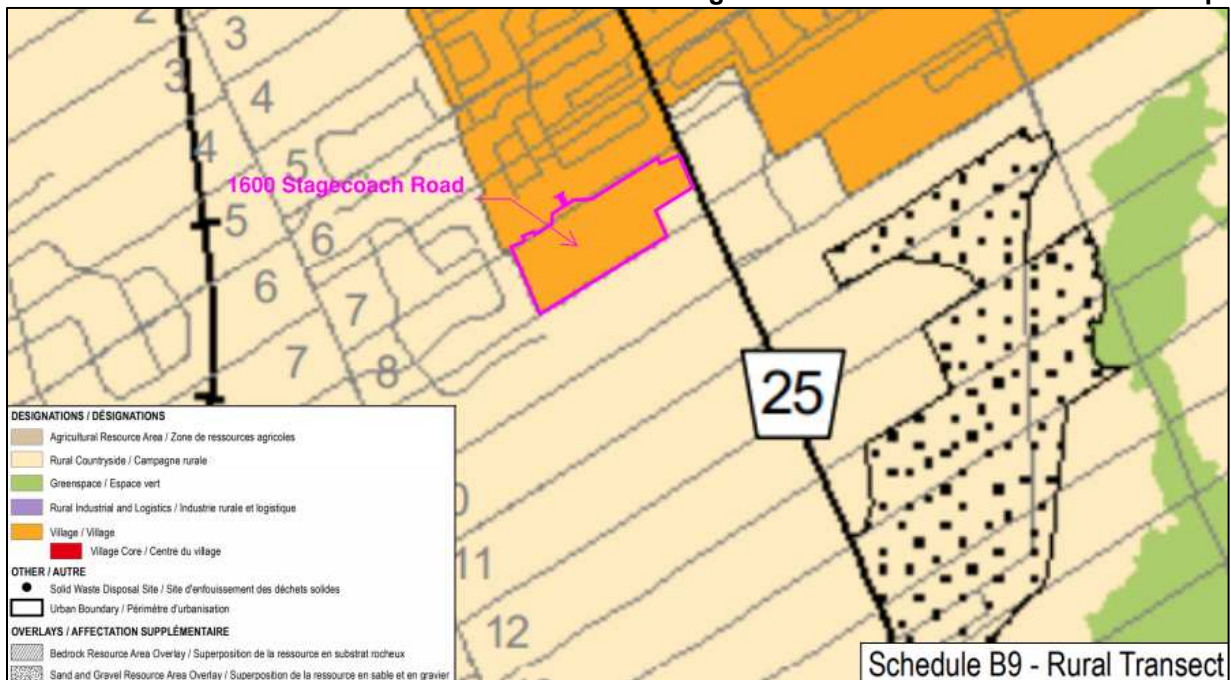 2
3
3
4
4
5
1600 Stagecoach Road
5
6
6
7
7
8
25
11
12
DESIGNATIONS / DÉSIGNATIONS
Agricultural Resource Area / Zone de ressources agricoles
Rural Countryside / Campagne rurale
Greenspace / Espace vert
Rural Industrial and Logistics / Industrie rurale et logistique
Village / Village
Village Core / Centre du village
OTHER / AUTRE
Solid Waste Disposal Site / Site d'enfouissement des déchets solides
Urban Boundary / Périmètre d'urbanisation
OVERLAYS / AFFECTATION SUPPLÉMENTAIRE
Bedrock Resource Area Overlay / Superposition de la ressource en substrat rocheux
Sand and Gravel Resource Area Overlay / Superposition de la ressource en sable et en gravier
Schedule B9 - Rural Transect